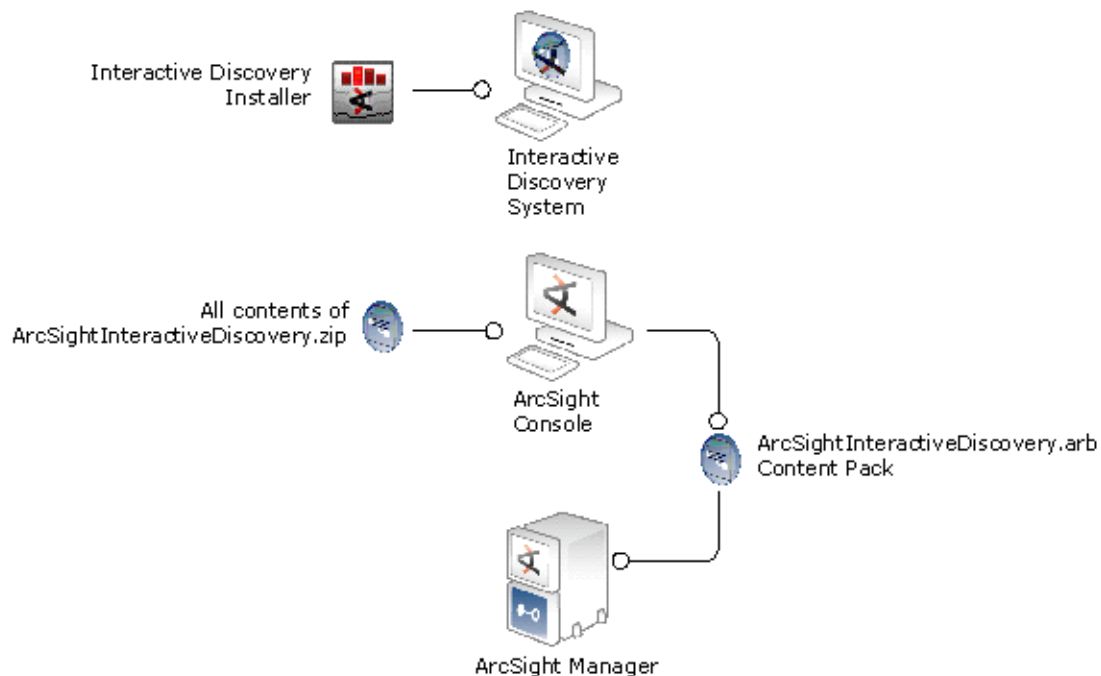 Interactive Discovery
Installer
Interactive
Discovery
System
All contents of
ArcSightInteractiveDiscovery.zip
ArcSight
Console
ArcSightInteractiveDiscovery.arb
Content Pack
ArcSight Manager